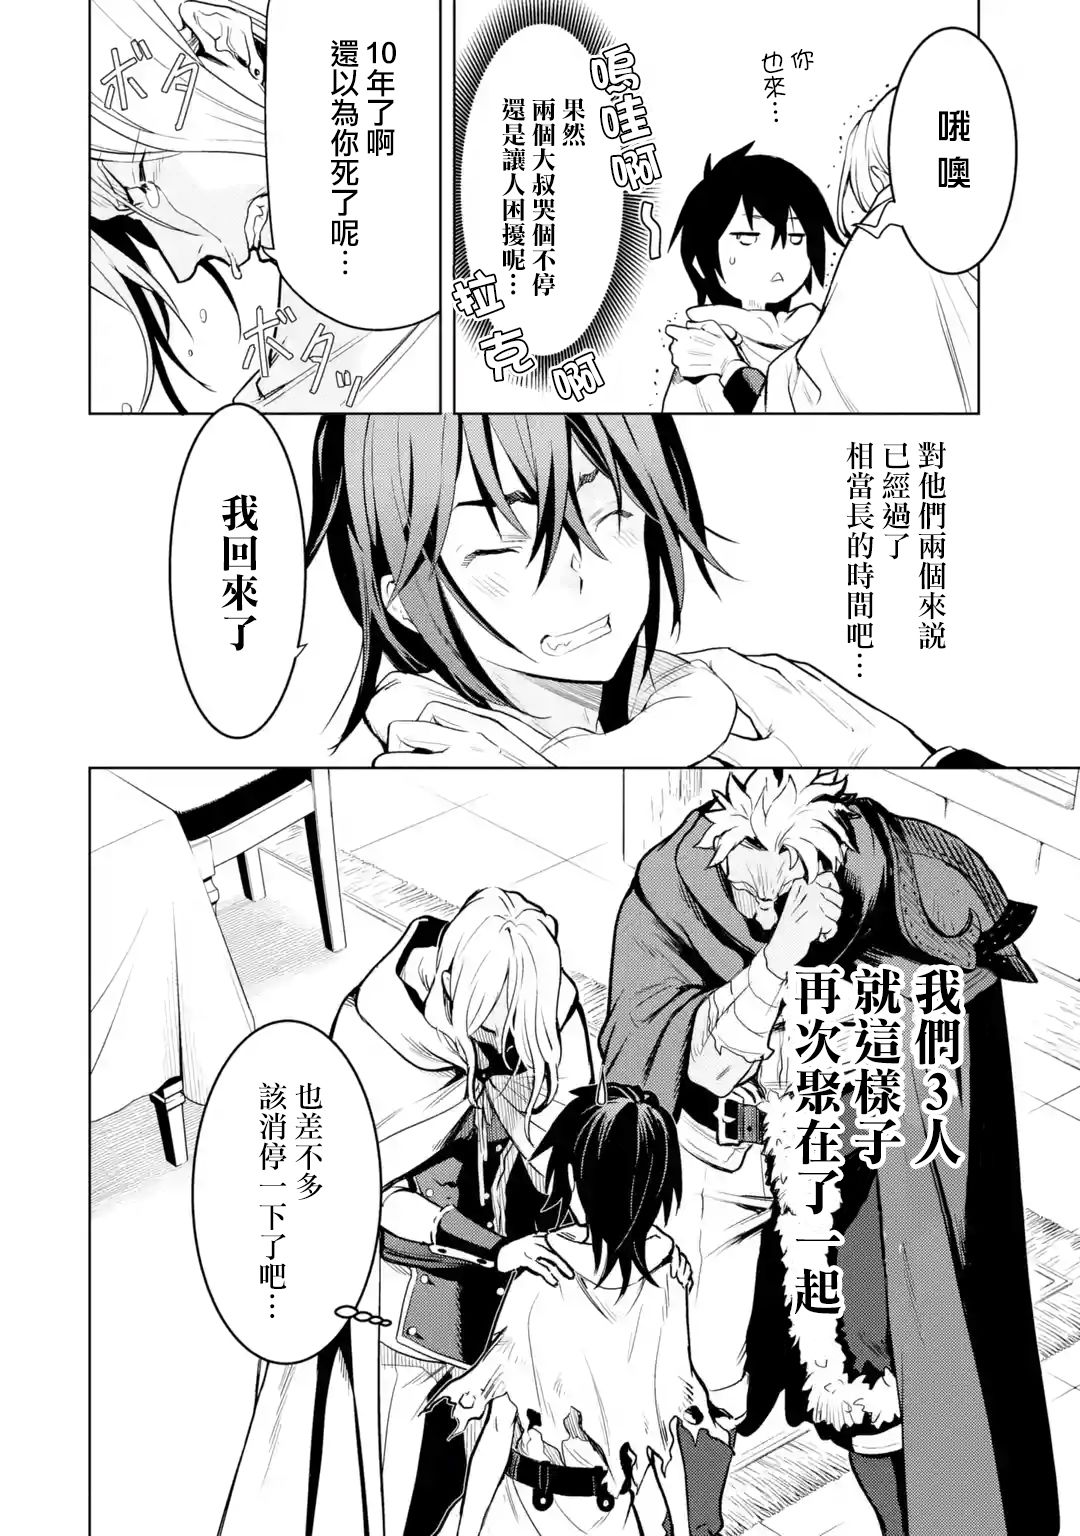 哦噢
你
也來…
嗚哇啊
～
果然
兩個大叔哭個不停
還是讓人困擾呢…
拉克
啊
10年了啊
還以為你死了呢…
ボタ
ボタ
對他們兩個來説
已經過了
相當長的時間吧…
我回來了
我們3人
就這樣子
再次聚在了一起
也差不多
該消停一下了吧…